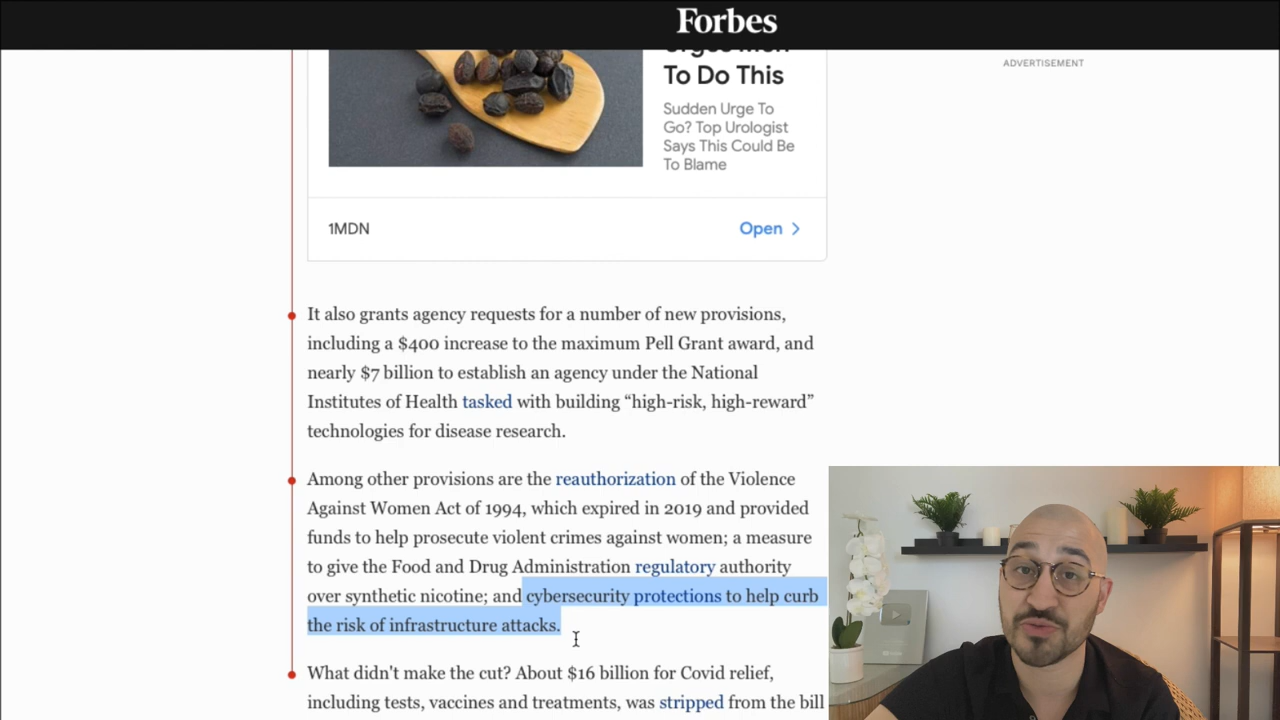 Forbes
ADVERTISEMENT
To Do This
Sudden Urge To
Go? Top Urologist
Says This Could Be
To Blame
1MDN
Open
It also grants agency requests for a number of new provisions,
including a $400 increase to the maximum Pell Grant award, and
nearly $7 billion to establish an agency under the National
Institutes of Health tasked with building “high-risk, high-reward”
technologies for disease research.
Among other provisions are the reauthorization of the Violence
Against Women Act of 1994, which expired in 2019 and provided
funds to help prosecute violent crimes against women; a measure
to give the Food and Drug Administration regulatory authority
over synthetic nicotine; and cybersecurity protections to help curb
the risk of infrastructure attacks.
What didn't make the cut? About $16 billion for Covid relief,
including tests, vaccines and treatments, was stripped from the bill